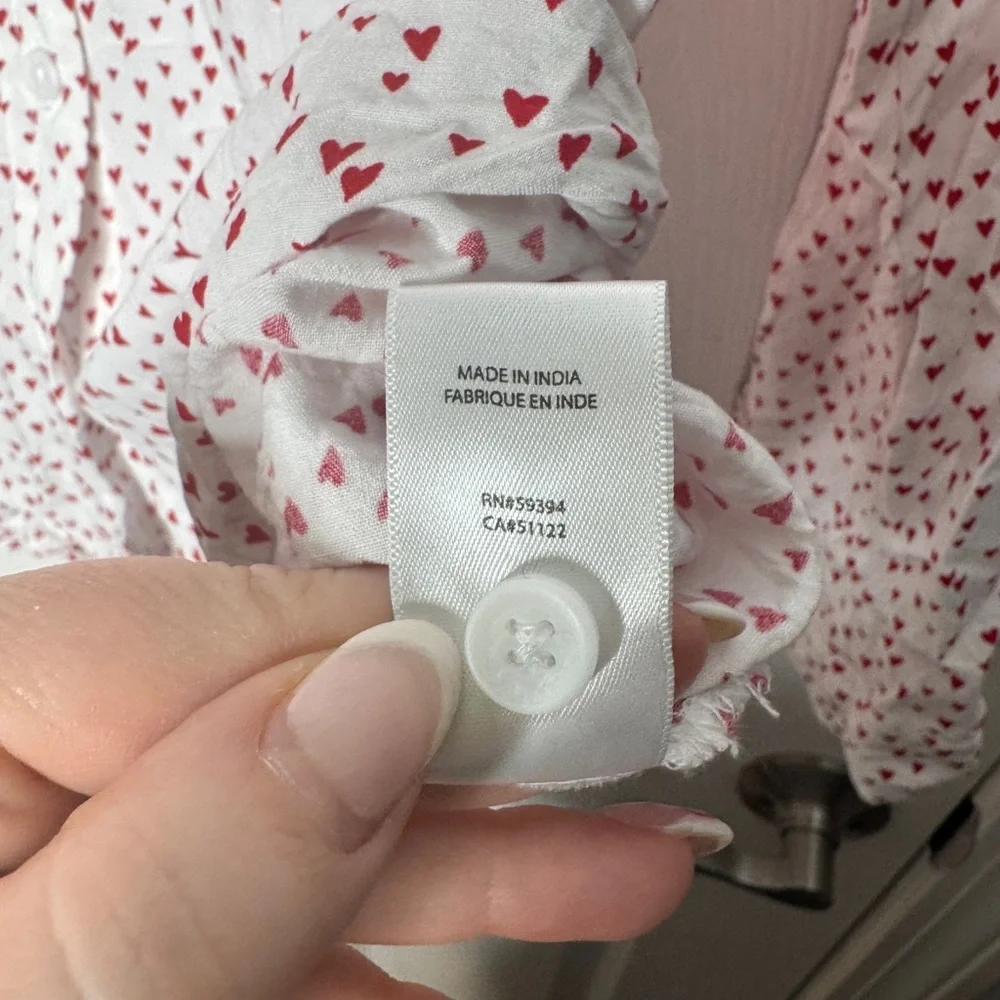 MADE IN INDIA
FABRIQUE EN INDE
RN#59394
CA#51122